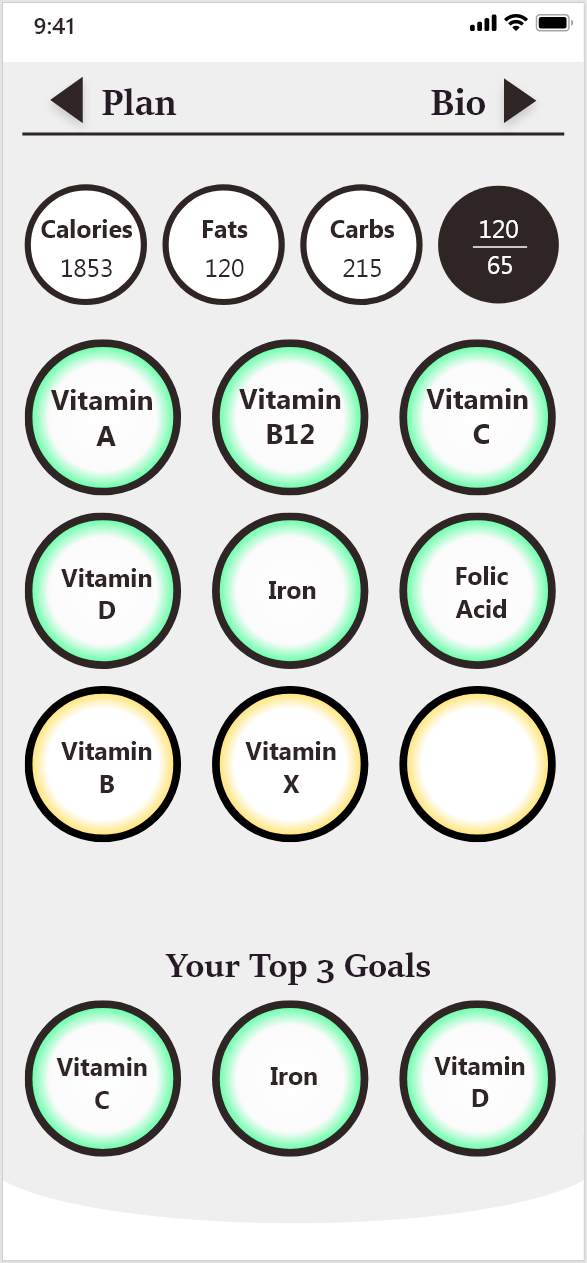 9:41
Plan
Bio
Calories
1853
Fats
120
Carbs
215
120
65
Vitamin
A
Vitamin
B12
Vitamin
C
Vitamin
D
Iron
Folic
Acid
Vitamin
B
Vitamin
X
Your Top 3 Goals
Vitamin
C
Iron
Vitamin
D